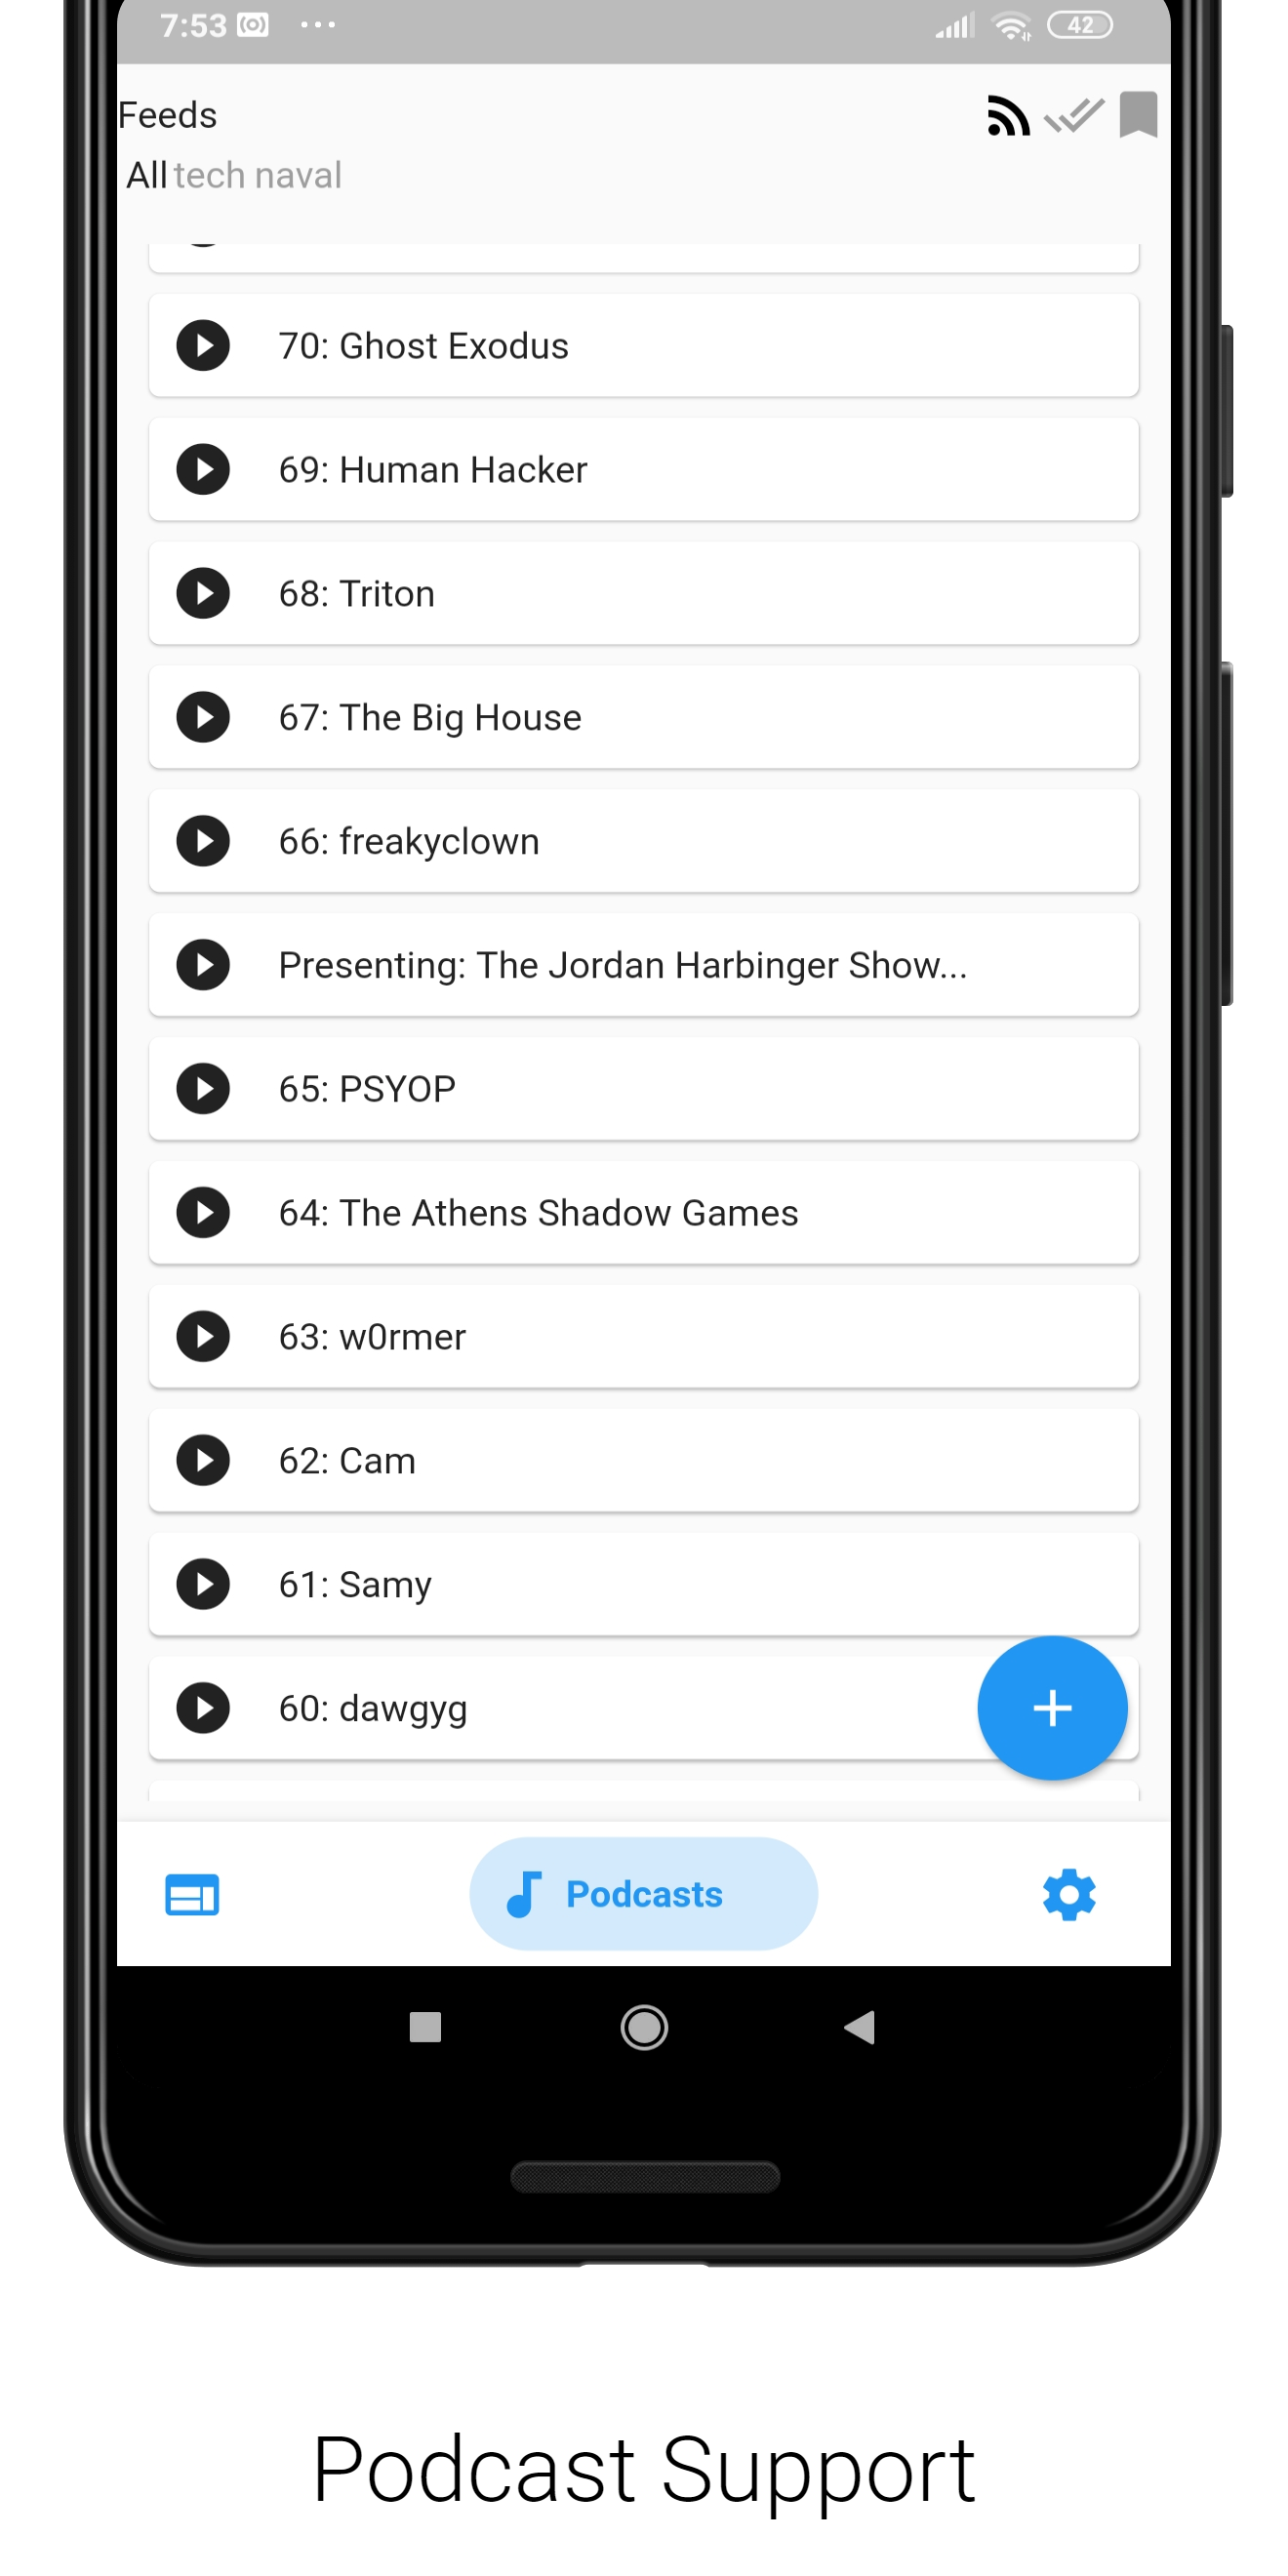 7:53 ... 42
Feeds
All tech naval
70: Ghost Exodus
69: Human Hacker
68: Triton
67: The Big House
66: freakyclown
Presenting: The Jordan Harbinger Show...
65: PSYOP
64: The Athens Shadow Games
63: w0rmer
62: Cam
61: Samy
60: dawgyg
Podcasts
Podcast Support